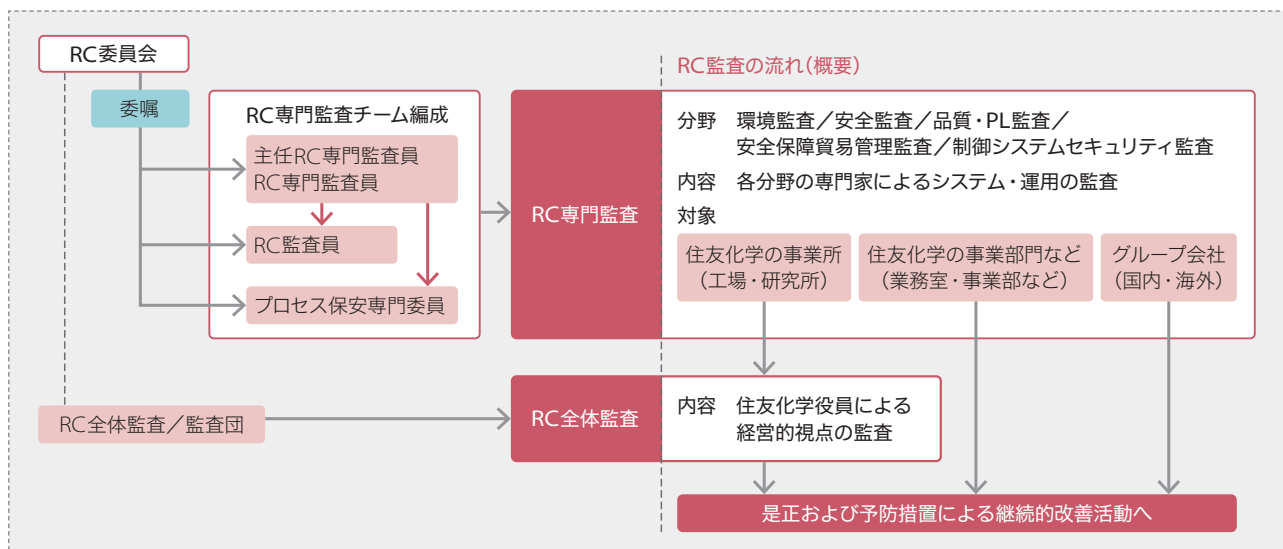 RC委員会
委嘱
RC専門監査チーム編成
主任RC専門監査員
RC専門監査員
RC監査員
プロセス保安専門委員
RC全体監査／監査団
RC監査の流れ（概要）
RC専門監査
分野 環境監査／安全監査／品質・PL監査／
安全保障貿易管理監査／制御システムセキュリティ監査
内容 各分野の専門家によるシステム・運用の監査
対象
住友化学の事業所
（工場・研究所）
住友化学の事業部門など
（業務室・事業部など）
グループ会社
（国内・海外）
RC全体監査
内容 住友化学役員による
経営的視点の監査
是正および予防措置による継続的改善活動へ